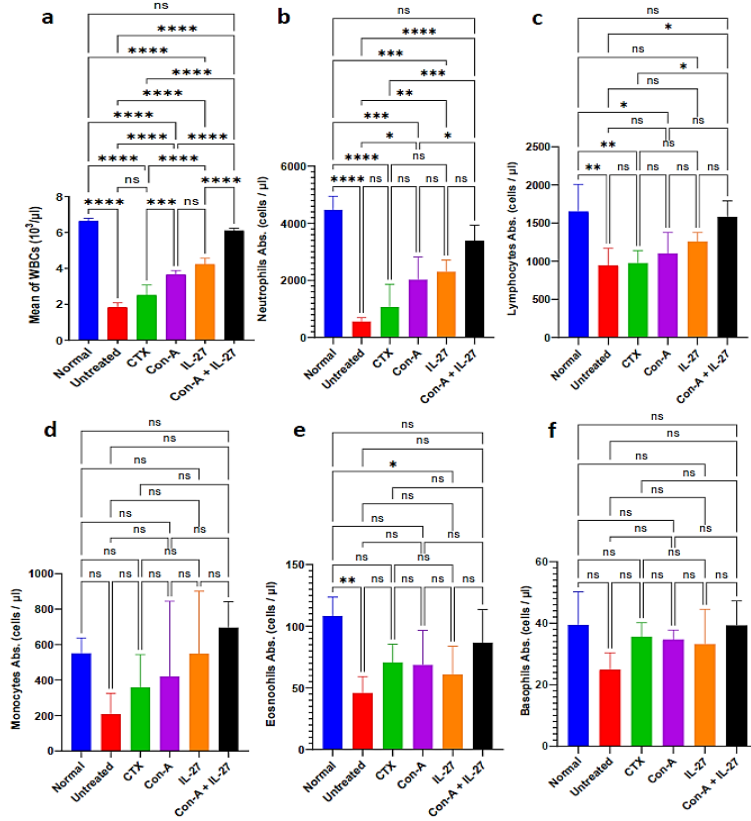 a
ns
****
****
****
****
****
**** ****
**** ****
ns ****
**** *** ns
Mean of WBCs (10³/µl)
8
6
4
2
0
Normal
Untreated
CTX
Con-A
IL-27
Con-A + IL-27
b
ns
****
***
***
**
***
* *
**** ns
**** ns ns ns ns
Neutrophilis Abs. (cells / µl)
6000
4000
2000
0
Normal
Untreated
CTX
Con-A
IL-27
Con-A + IL-27
c
ns
*
ns
*
ns
*
ns ns
** ns
** ns ns ns ns
Lymphocytes Abs. (cells / µl)
2500
2000
1500
1000
500
0
Normal
Untreated
CTX
Con-A
IL-27
Con-A + IL-27
d
ns
ns
ns
ns
ns
ns
ns ns
ns ns
ns ns ns ns ns
Monocytes Abs. (cells / µl)
1000
800
600
400
200
0
Normal
Untreated
CTX
Con-A
IL-27
Con-A + IL-27
e
ns
ns
*
ns
ns
ns
ns ns
ns ns
** ns ns ns ns
Eosnoohils Abs. (cells / µl)
150
100
50
0
Normal
Untreated
CTX
Con-A
IL-27
Con-A + IL-27
f
ns
ns
ns
ns
ns
ns
ns ns
ns ns
ns ns ns ns ns
Basophils Abs. (cells / µl)
60
40
20
0
Normal
Untreated
CTX
Con-A
IL-27
Con-A + IL-27